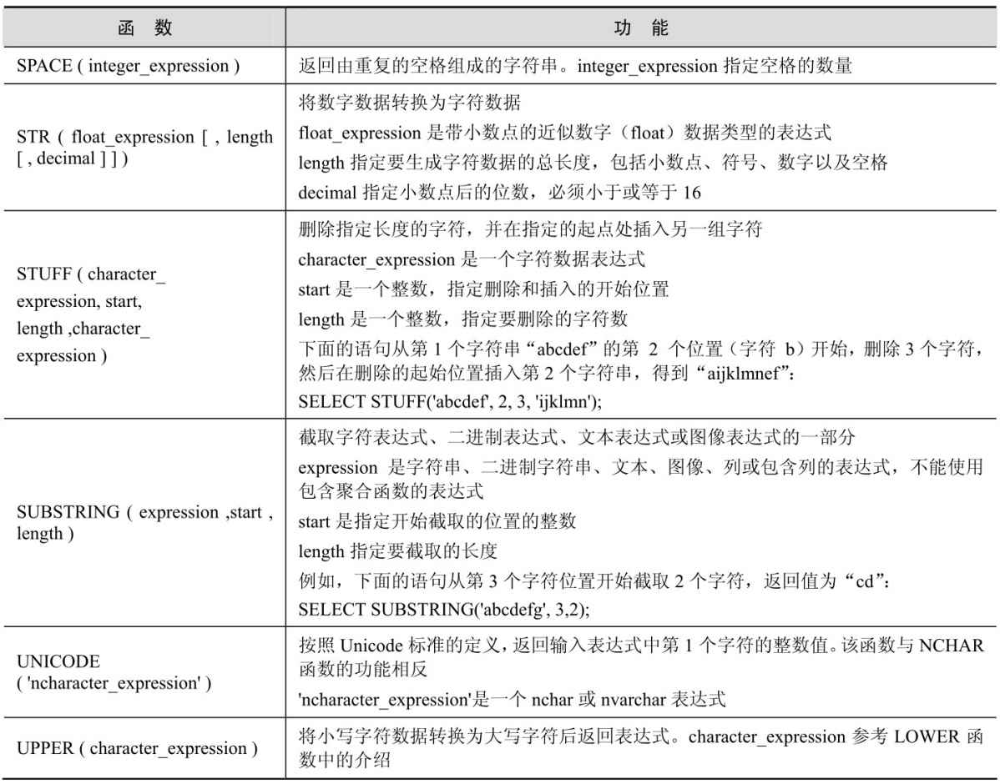 函 数
功 能
SPACE ( integer_expression )
返回由重复的空格组成的字符串。integer_expression 指定空格的数量
STR ( float_expression [ , length
[ , decimal ] ] )
将数字数据转换为字符数据
float_expression 是带小数点的近似数字（float）数据类型的表达式
length 指定要生成字符数据的总长度，包括小数点、符号、数字以及空格
decimal 指定小数点后的位数，必须小于或等于 16
STUFF ( character_
expression, start,
length ,character_
expression )
删除指定长度的字符，并在指定的起点处插入另一组字符
character_expression 是一个字符数据表达式
start 是一个整数，指定删除和插入的开始位置
length 是一个整数，指定要删除的字符数
下面的语句从第 1 个字符串“abcdef”的第 2 个位置（字符 b）开始，删除 3 个字符，
然后在删除的起始位置插入第 2 个字符串，得到“aijklmnef”：
SELECT STUFF('abcdef', 2, 3, 'ijklmn');
SUBSTRING ( expression ,start ,
length )
截取字符表达式、二进制表达式、文本表达式或图像表达式的一部分
expression 是字符串、二进制字符串、文本、图像、列或包含列的表达式，不能使用
包含聚合函数的表达式
start 是指定开始截取的位置的整数
length 指定要截取的长度
例如，下面的语句从第 3 个字符位置开始截取 2 个字符，返回值为“cd”：
SELECT SUBSTRING('abcdefg', 3,2);
UNICODE
( 'ncharacter_expression' )
按照 Unicode 标准的定义，返回输入表达式中第 1 个字符的整数值。该函数与 NCHAR
函数的功能相反
'ncharacter_expression'是一个 nchar 或 nvarchar 表达式
UPPER ( character_expression )
将小写字符数据转换为大写字符后返回表达式。character_expression 参考 LOWER 函
数中的介绍